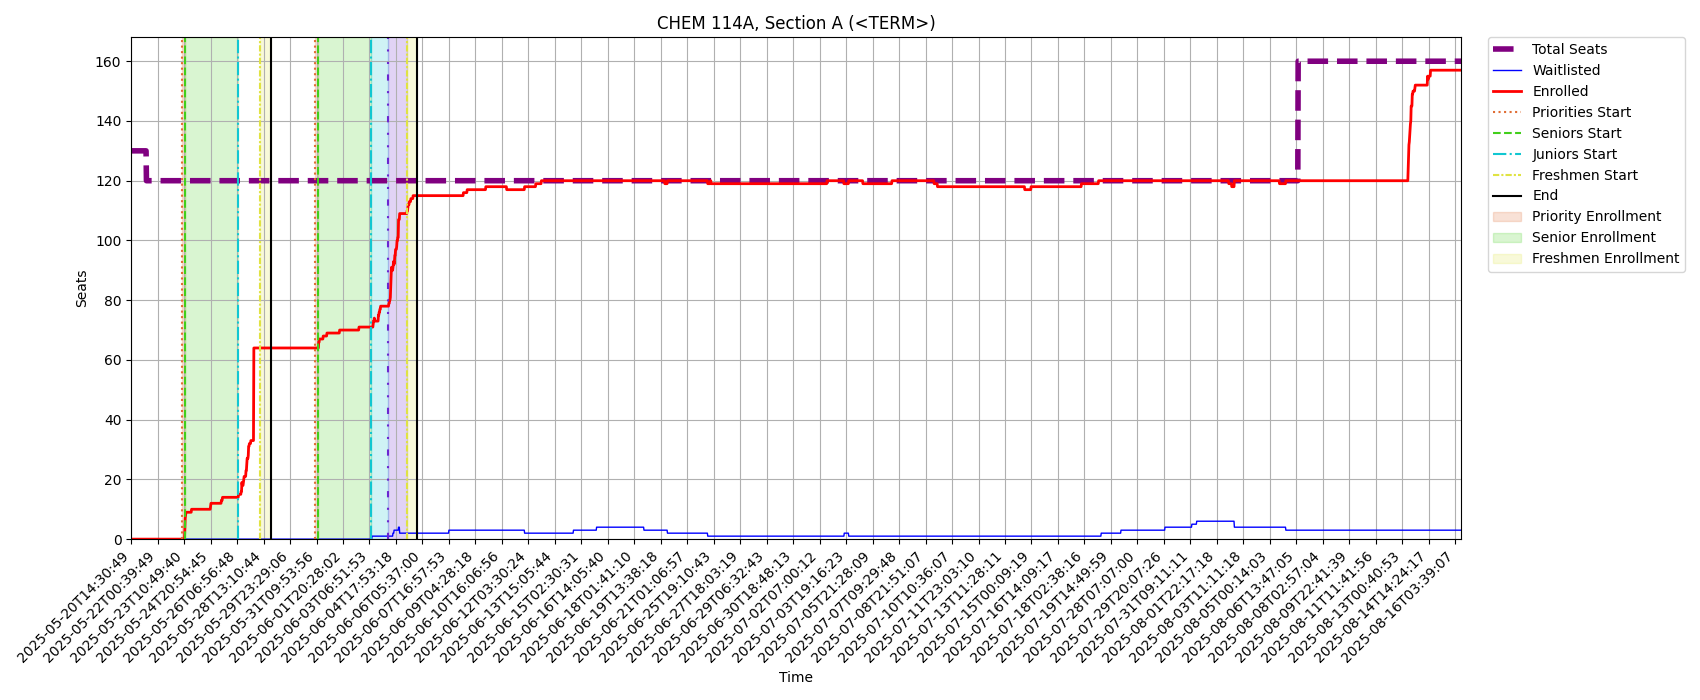 CHEM 114A, Section A (<TERM>)
Seats
160
140
120
100
80
60
40
20
0
2025-05-20T14:30:49
2025-05-22T00:39:49
2025-05-23T10:49:40
2025-05-24T20:54:45
2025-05-26T06:56:48
2025-05-28T13:10:44
2025-05-29T23:29:06
2025-05-31T09:53:56
2025-06-01T20:28:02
2025-06-03T06:51:53
2025-06-04T17:53:18
2025-06-06T05:37:00
2025-06-07T16:57:53
2025-06-09T04:28:18
2025-06-10T16:06:56
2025-06-12T03:30:24
2025-06-13T15:05:44
2025-06-15T02:30:31
2025-06-16T14:05:40
2025-06-18T01:41:10
2025-06-19T13:38:18
2025-06-21T01:06:57
2025-06-25T19:10:43
2025-06-27T18:03:19
2025-06-29T06:32:43
2025-06-30T18:48:13
2025-07-02T07:00:12
2025-07-03T19:16:23
2025-07-05T21:28:09
2025-07-07T09:29:48
2025-07-08T21:51:07
2025-07-10T10:36:07
2025-07-11T23:03:10
2025-07-13T11:28:11
2025-07-15T00:09:19
2025-07-16T14:09:17
2025-07-18T02:38:16
2025-07-19T14:49:59
2025-07-28T07:07:00
2025-07-29T20:07:26
2025-07-31T09:11:11
2025-08-01T22:17:18
2025-08-03T11:11:18
2025-08-05T00:14:03
2025-08-06T13:47:05
2025-08-08T02:57:04
2025-08-09T22:41:39
2025-08-11T11:41:56
2025-08-13T00:40:53
2025-08-14T14:24:17
2025-08-16T03:39:07
Time
Total Seats
Waitlisted
Enrolled
Priorities Start
Seniors Start
Juniors Start
Freshmen Start
End
Priority Enrollment
Senior Enrollment
Freshmen Enrollment